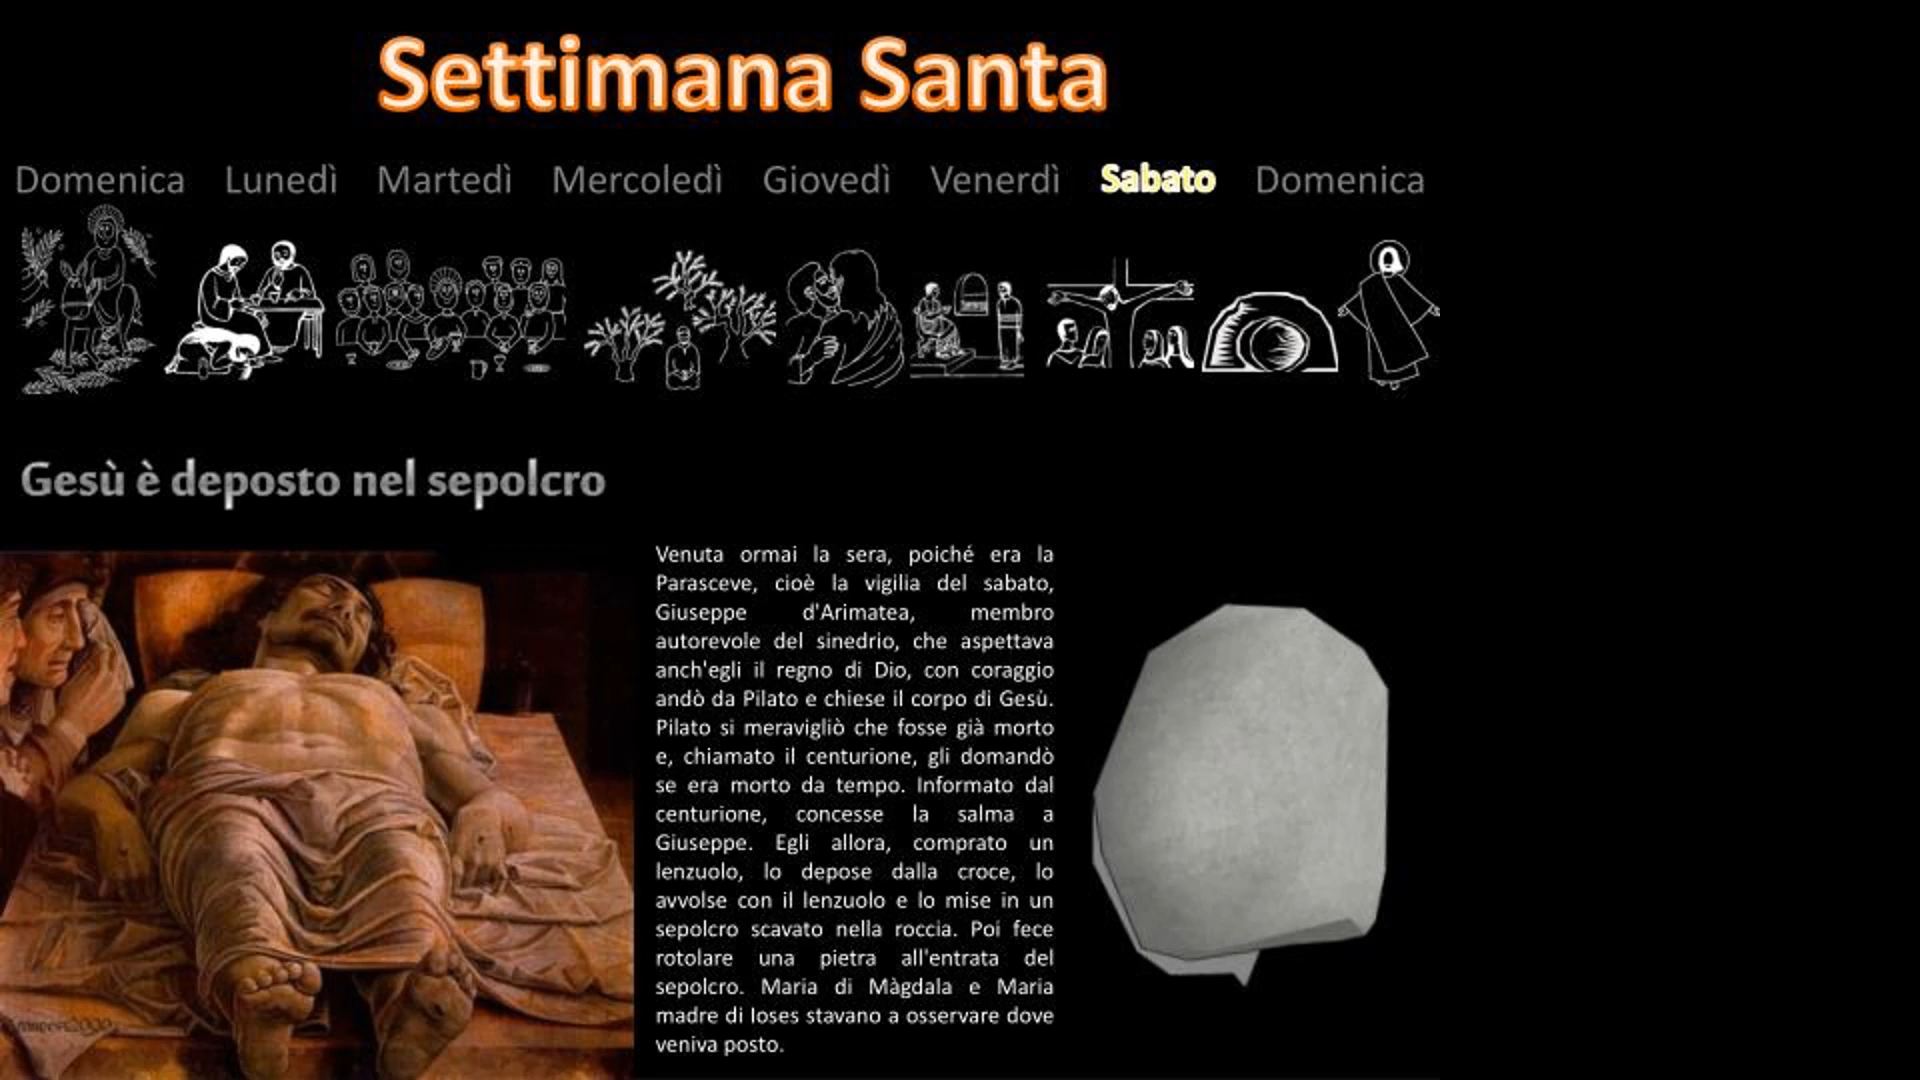 Settimana Santa
Domenica Lunedì Martedì Mercoledì Giovedì Venerdì Sabato Domenica
Gesù è deposto nel sepolcro
Venuta ormai la sera, poiché era la
Parasceve, cioè la vigilia del sabato,
Giuseppe d'Arimatea, membro
autorevole del sinedrio, che aspettava
anch'egli il regno di Dio, con coraggio
andò da Pilato e chiese il corpo di Gesù.
Pilato si meravigliò che fosse già morto
e, chiamato il centurione, gli domandò
se era morto da tempo. Informato dal
centurione, concesse la salma a
Giuseppe. Egli allora, comprato un
lenzuolo, lo depose dalla croce, lo
avvolse con il lenzuolo e lo mise in un
sepolcro scavato nella roccia. Poi fece
rotolare una pietra all'entrata del
sepolcro. Maria di Màgdala e Maria
madre di Ioses stavano a osservare dove
veniva posto.